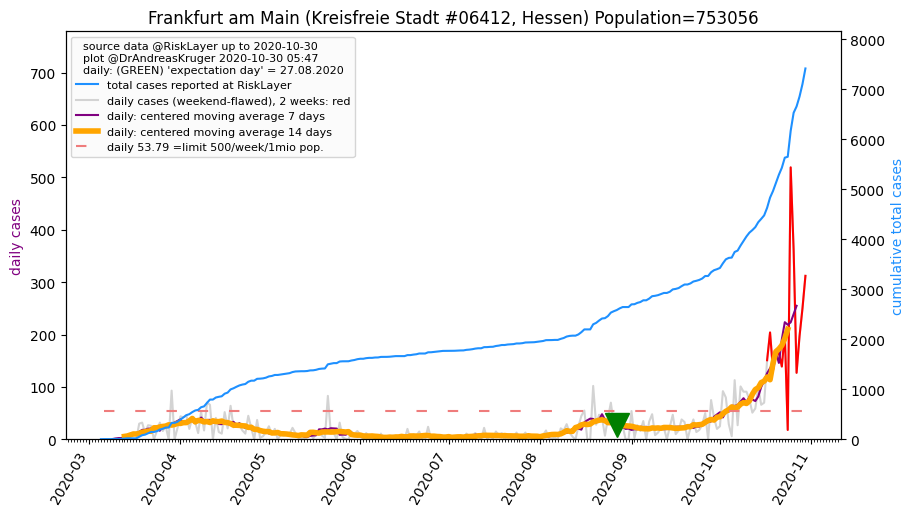 Frankfurt am Main (Kreisfreie Stadt #06412, Hessen) Population=753056
source data @RiskLayer up to 2020-10-30
plot @DrAndreasKruger 2020-10-30 05:47
daily: (GREEN) 'expectation day' = 27.08.2020
total cases reported at RiskLayer
daily cases (weekend-flawed), 2 weeks: red
daily: centered moving average 7 days
daily: centered moving average 14 days
daily 53.79 =limit 500/week/1mio pop.
daily cases
700
600
500
400
300
200
100
0
cumulative total cases
8000
7000
6000
5000
4000
3000
2000
1000
0
2020-03
2020-04
2020-05
2020-06
2020-07
2020-08
2020-09
2020-10
2020-11